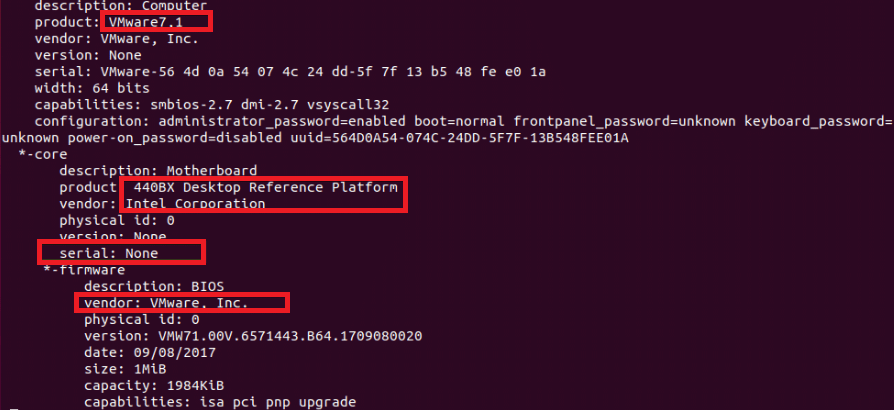 description: Computer
product: VMware7,1
vendor: VMware, Inc.
version: None
serial: VMware-56 4d 0a 54 07 4c 24 dd-5f 7f 13 b5 48 fe e0 1a
width: 64 bits
capabilities: smbios-2.7 dmi-2.7 vsyscall32
configuration: administrator_password=enabled boot=normal frontpanel_password=unknown keyboard_password=
unknown power-on_password=disabled uuid=564D0A54-074C-24DD-5F7F-13B548FEE01A
*-core
description: Motherboard
product: 440BX Desktop Reference Platform
vendor: Intel Corporation
physical id: 0
version: None
serial: None
*-firmware
description: BIOS
vendor: VMware, Inc.
physical id: 0
version: VMW71.00V.6571443.B64.1709080020
date: 09/08/2017
size: 1MiB
capacity: 1984KiB
capabilities: isa pci pnp upgrade